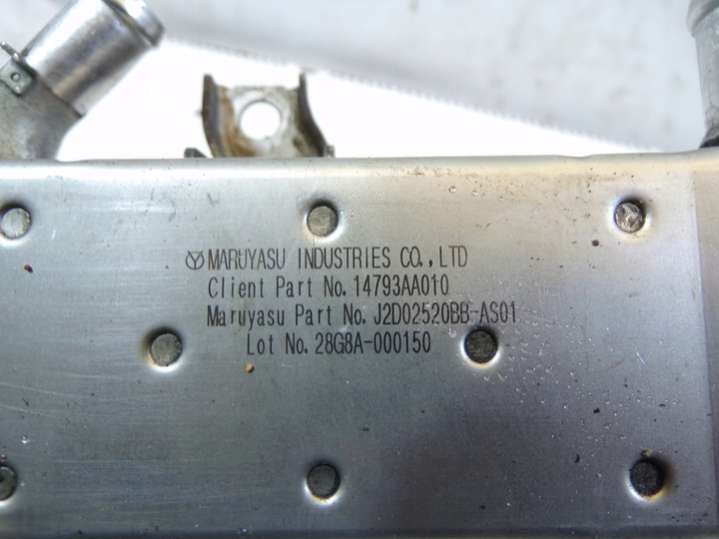 MARUYASU INDUSTRIES CO.,LTD
Client Part No.14793AA010
Maruyasu Part No.J2D02520BB-AS01
Lot No.28G8A-000150